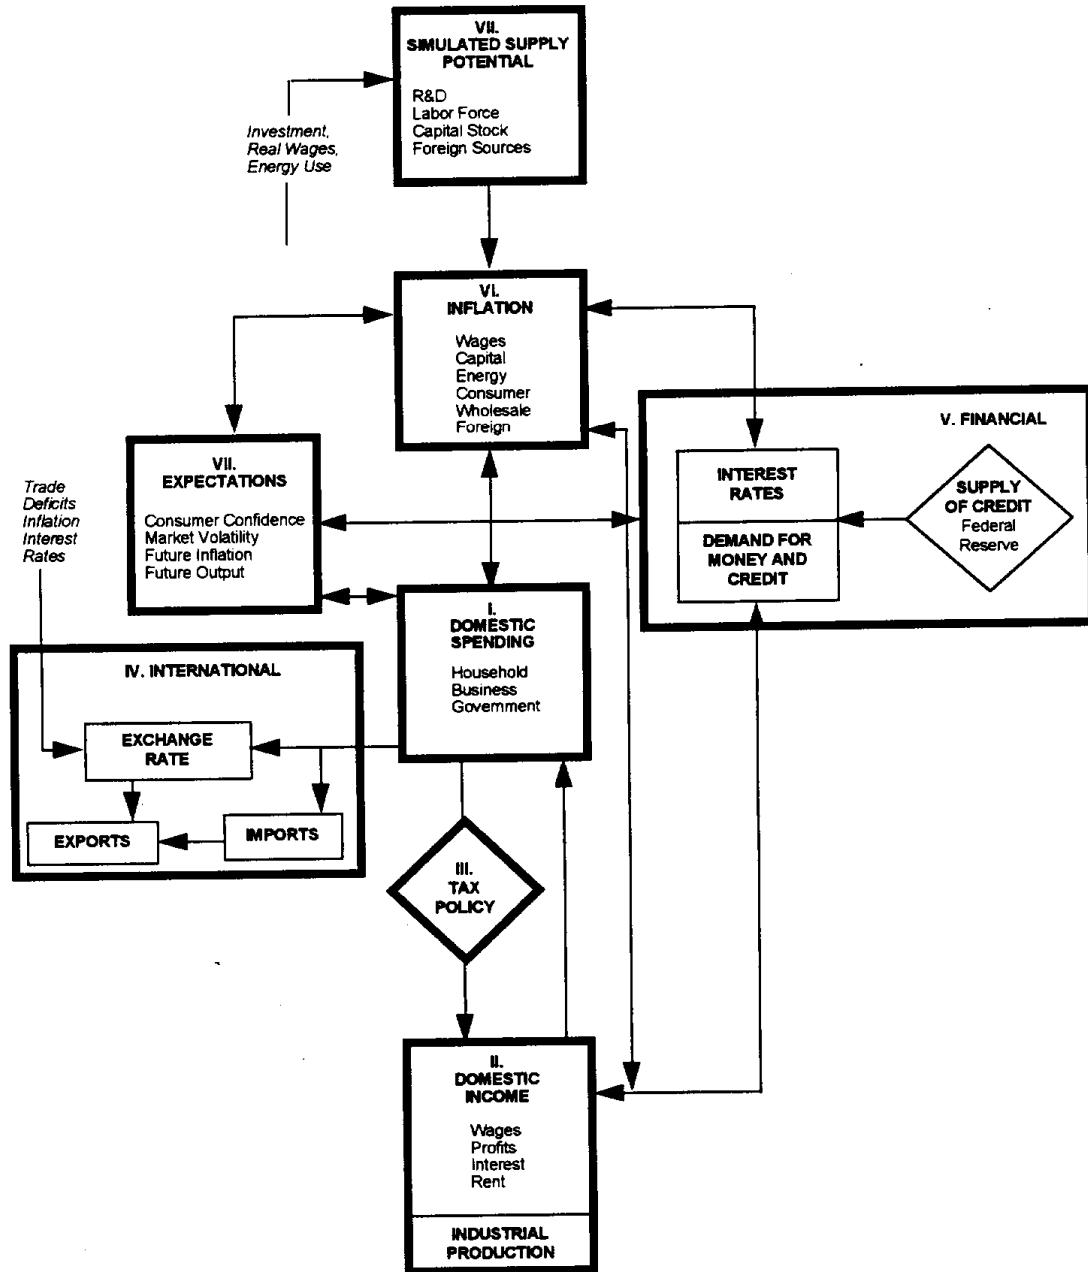 VII.
SIMULATED SUPPLY
POTENTIAL
R&D
Labor Force
Capital Stock
Foreign Sources
Investment,
Real Wages,
Energy Use
VI.
INFLATION
Wages
Capital
Energy
Consumer
Wholesale
Foreign
V. FINANCIAL
INTEREST
RATES
DEMAND FOR
MONEY AND
CREDIT
SUPPLY
OF CREDIT
Federal
Reserve
VII.
EXPECTATIONS
Consumer Confidence
Market Volatility
Future Inflation
Future Output
Trade
Deficits
Inflation
Interest
Rates
I.
DOMESTIC
SPENDING
Household
Business
Government
IV. INTERNATIONAL
EXCHANGE
RATE
EXPORTS
IMPORTS
III.
TAX
POLICY
II.
DOMESTIC
INCOME
Wages
Profits
Interest
Rent
INDUSTRIAL
PRODUCTION